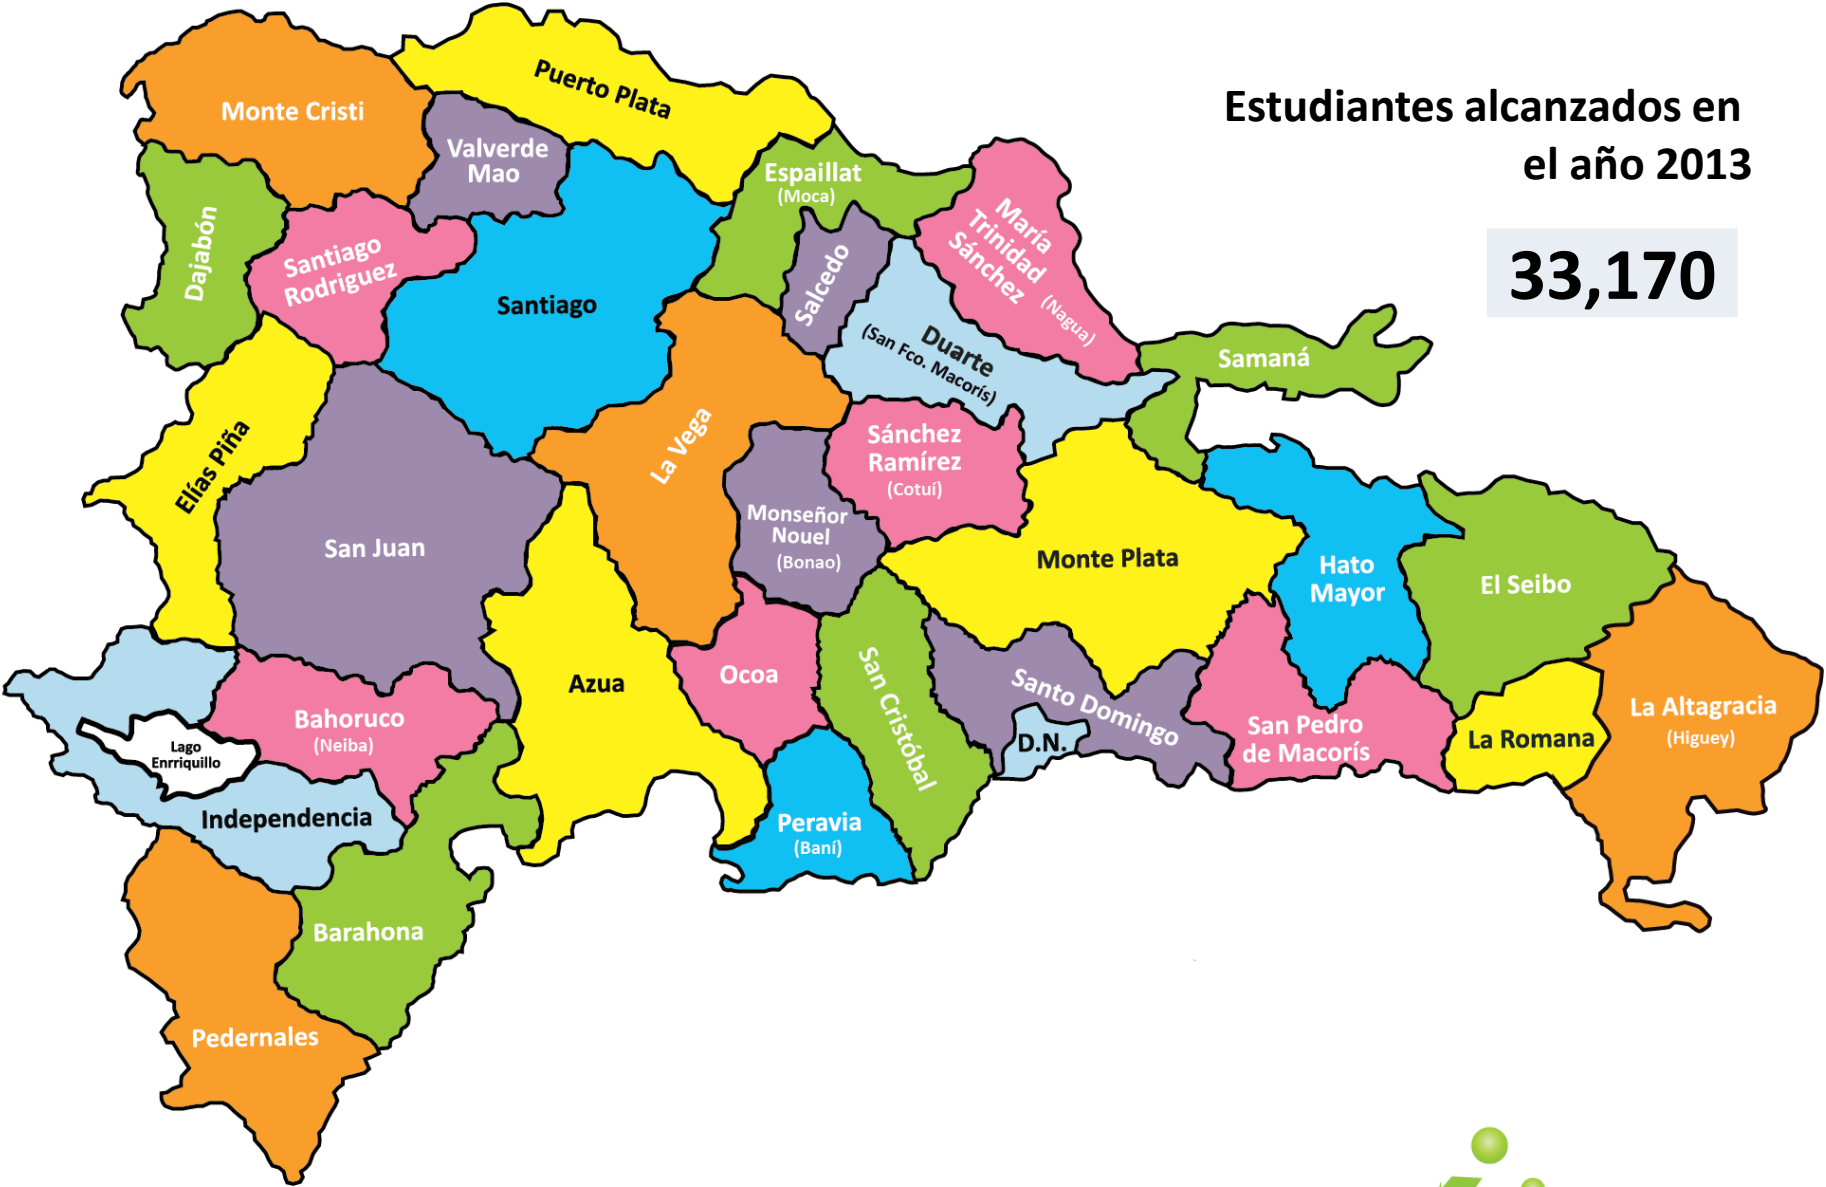 Estudiantes alcanzados en
el año 2013
33,170
Monte Cristi
Puerto Plata
Valverde
Mao
Espaillat
(Moca)
María
Trinidad
Sánchez
(Nagua)
Dajabón
Santiago
Rodriguez
Santiago
Salcedo
Duarte
(San Fco. Macorís)
Samaná
Elías Piña
La Vega
Sánchez
Ramírez
(Cotuí)
San Juan
Monseñor
Nouel
(Bonao)
Monte Plata
Hato
Mayor
El Seibo
Azua
Ocoa
San Cristóbal
Santo Domingo
D.N.
San Pedro
de Macorís
La Romana
La Altagracia
(Higuey)
Bahoruco
(Neiba)
Lago
Enrriquillo
Independencia
Peravia
(Baní)
Barahona
Pedernales